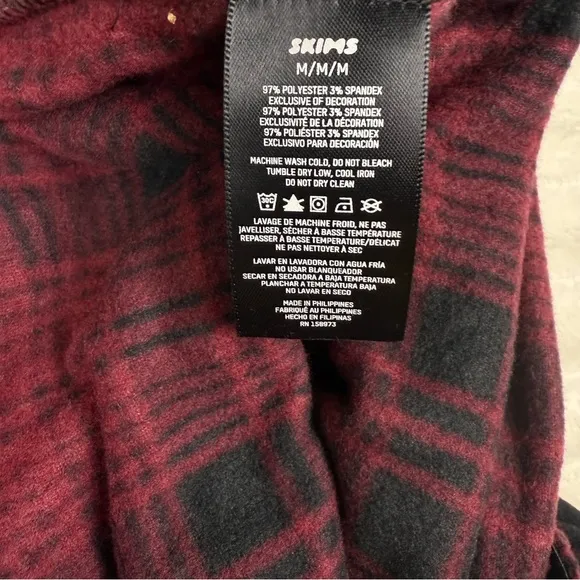 SKIMS
M/M/M
97% POLYESTER 3% SPANDEX
EXCLUSIVE OF DECORATION
97% POLYESTER 3% SPANDEX
EXCLUSIVITÉ DE LA DÉCORATION
97% POLIÉSTER 3% SPANDEX
EXCLUSIVO PARA DECORACIÓN
MACHINE WASH COLD, DO NOT BLEACH
TUMBLE DRY LOW, COOL IRON
DO NOT DRY CLEAN
30C
LAVAGE DE MACHINE FROID, NE PAS
JAVELLISER, SÉCHER À BASSE TEMPÉRATURE
REPASSER À BASSE TEMPÉRATURE/DÉLICAT
NE PAS NETTOYER À SEC
LAVAR EN LAVADORA CON AGUA FRÍA
NO USAR BLANQUEADOR
SECAR EN SECADORA A BAJA TEMPERATURA
PLANCHAR A TEMPERATURA BAJA
NO LAVAR EN SECO
MADE IN PHILIPPINES
FABRIQUÉ AU PHILIPPINES
HECHO EN FILIPINAS
RN 158973